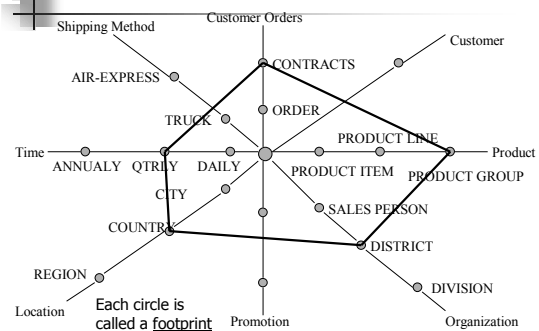 Customer Orders
Shipping Method
Customer
CONTRACTS
AIR-EXPRESS
ORDER
TRUCK
PRODUCT LINE
Time
Product
ANNUALY
QTRLY
DAILY
PRODUCT ITEM
PRODUCT GROUP
CITY
SALES PERSON
COUNTRY
DISTRICT
REGION
DIVISION
Location
Each circle is
called a footprint
Promotion
Organization